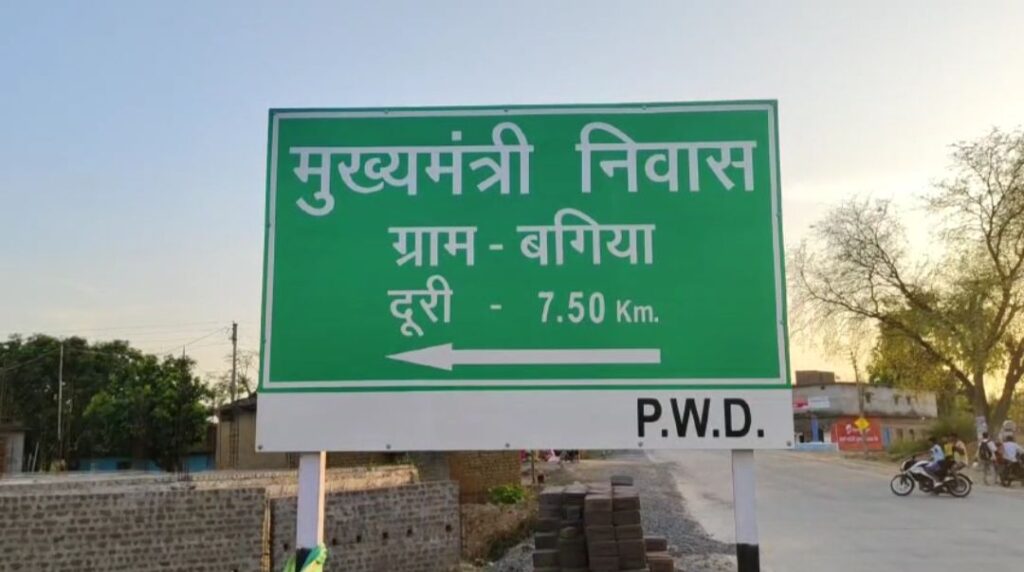 मुख्यमंत्री निवास
ग्राम - बगिया
दूरी - 7.50 Km.
P.W.D.